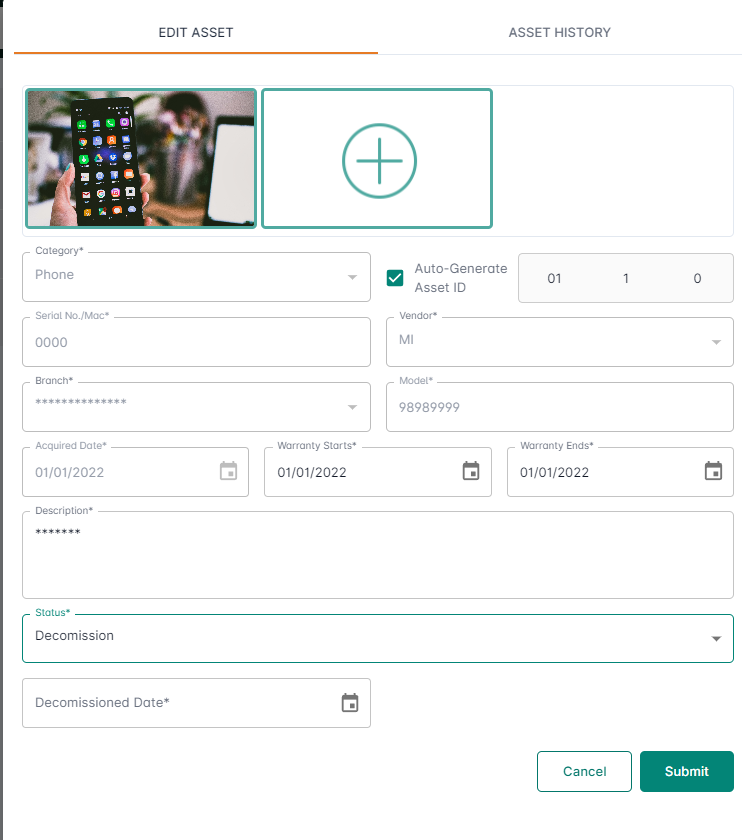 EDIT ASSET ASSET HISTORY
Category*
Phone
Auto-Generate
Asset ID
01 1 0
Serial No./Mac*
0000
Vendor*
MI
Branch*
**************
Model*
98989999
Acquired Date* Warranty Starts* Warranty Ends*
01/01/2022 01/01/2022 01/01/2022
Description*
*******
Status*
Decomission
Decomissioned Date*
Cancel Submit